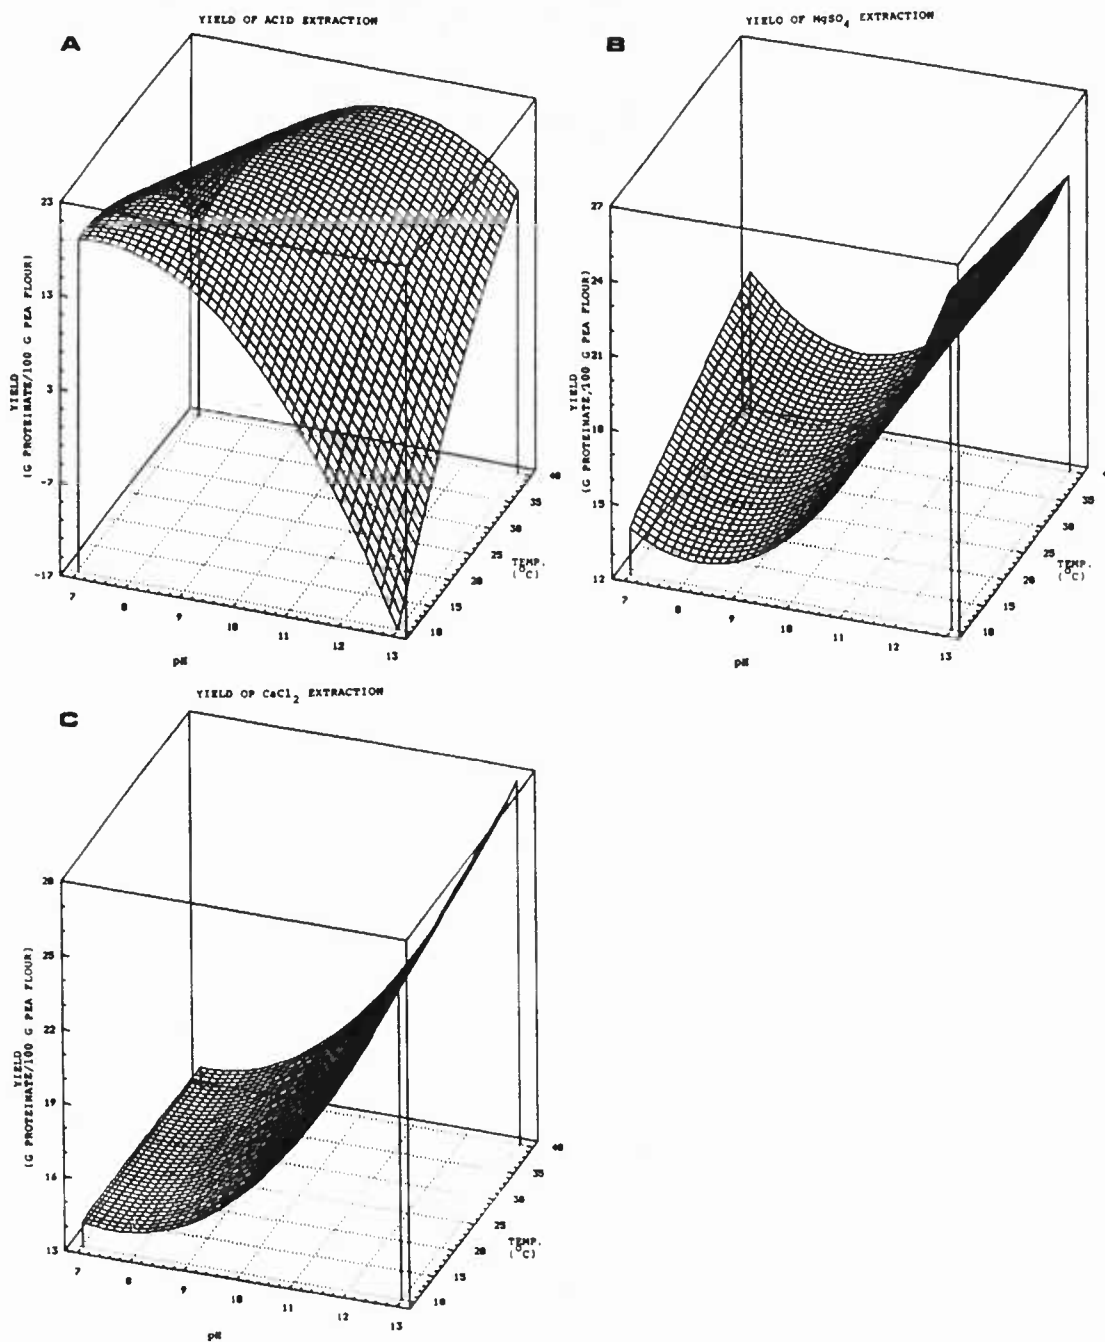 YIELD OF ACID EXTRACTION
A
23
13
3
-7
-17
YIELD
(G PROTEINATE/100 G PEA FLOUR)
7
8
9
10
11
12
13
pH
10
15
20
25
30
35
40
TEMP.
(°C)
YIELD OF MgSO4 EXTRACTION
B
27
24
21
18
15
12
YIELD
(G PROTEINATE/100 G PEA FLOUR)
7
8
9
10
11
12
13
pH
10
15
20
25
30
35
4
TEMP.
(°C)
YIELD OF CaCl2 EXTRACTION
C
28
25
22
19
16
13
YIELD
(G PROTEINATE/100 G PEA FLOUR)
7
8
9
10
11
12
13
pH
10
15
20
25
30
35
40
TEMP.
(°C)